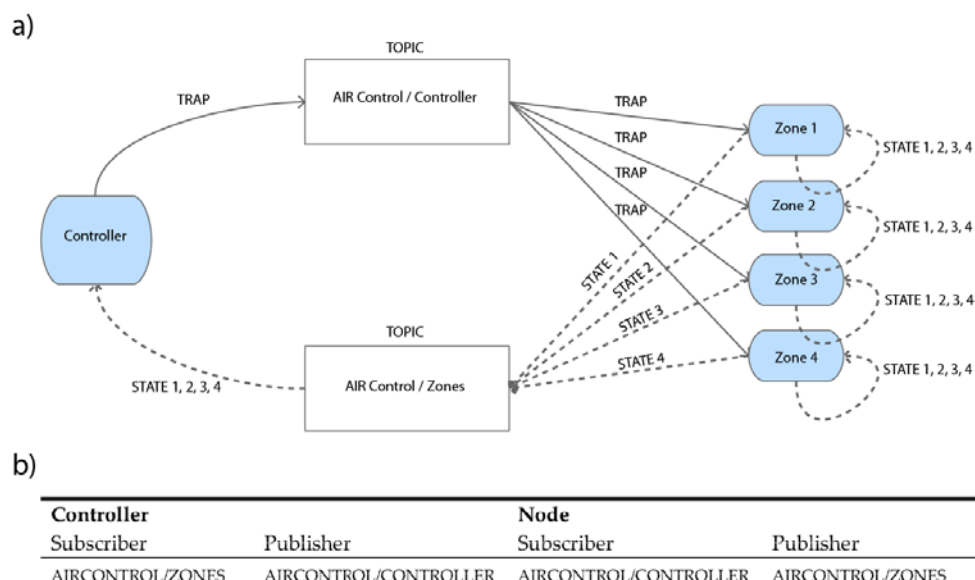 a)
TOPIC
AIR Control / Controller
TRAP
TRAP
TRAP
TRAP
TRAP
Zone 1
STATE 1, 2, 3, 4
Zone 2
STATE 1, 2, 3, 4
Zone 3
STATE 1, 2, 3, 4
Zone 4
STATE 1, 2, 3, 4
Controller
STATE 1
STATE 2
STATE 3
STATE 4
TOPIC
AIR Control / Zones
STATE 1, 2, 3, 4
b)
Controller Node
Subscriber Publisher Subscriber Publisher
AIRCONTROL/ZONES AIRCONTROL/CONTROLLER AIRCONTROL/CONTROLLER AIRCONTROL/ZONES